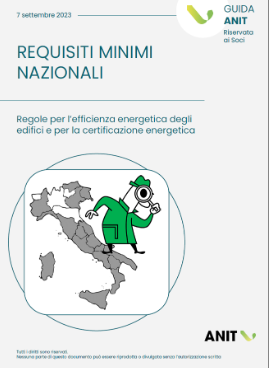 7 settembre 2023
GUIDA
ANIT
Riservata
ai Soci
REQUISITI MINIMI
NAZIONALI
Regole per l'efficienza energetica degli
edifici e per la certificazione energetica
ANIT
Tutti i diritti sono riservati.
Nessuna parte di questo documento può essere riprodotta o divulgata senza l'autorizzazione scritta